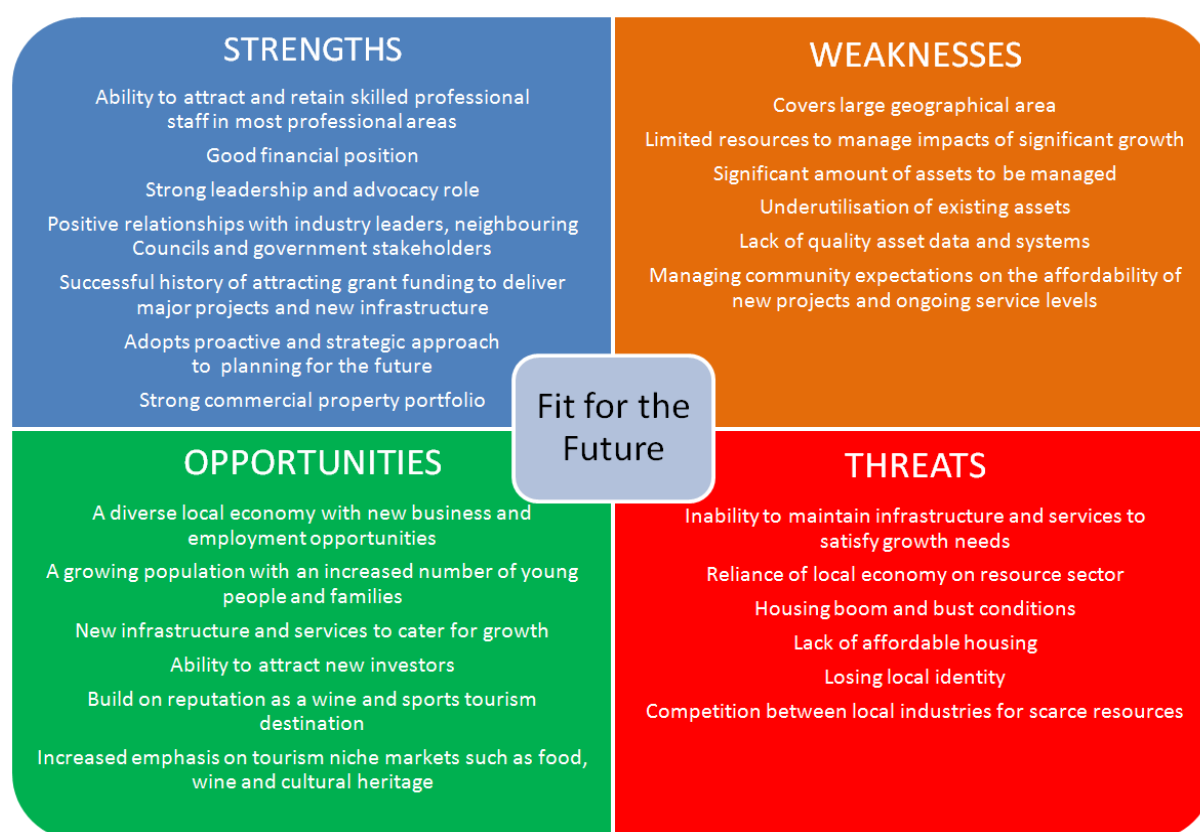 STRENGTHS
Ability to attract and retain skilled professional
staff in most professional areas
Good financial position
Strong leadership and advocacy role
Positive relationships with industry leaders, neighbouring
Councils and government stakeholders
Successful history of attracting grant funding to deliver
major projects and new infrastructure
Adopts proactive and strategic approach
to planning for the future
Strong commercial property portfolio
WEAKNESSES
Covers large geographical area
Limited resources to manage impacts of significant growth
Significant amount of assets to be managed
Underutilisation of existing assets
Lack of quality asset data and systems
Managing community expectations on the affordability of
new projects and ongoing service levels
Fit for the
Future
OPPORTUNITIES
A diverse local economy with new business and
employment opportunities
A growing population with an increased number of young
people and families
New infrastructure and services to cater for growth
Ability to attract new investors
Build on reputation as a wine and sports tourism
destination
Increased emphasis on tourism niche markets such as food,
wine and cultural heritage
THREATS
Inability to maintain infrastructure and services to
satisfy growth needs
Reliance of local economy on resource sector
Housing boom and bust conditions
Lack of affordable housing
Losing local identity
Competition between local industries for scarce resources